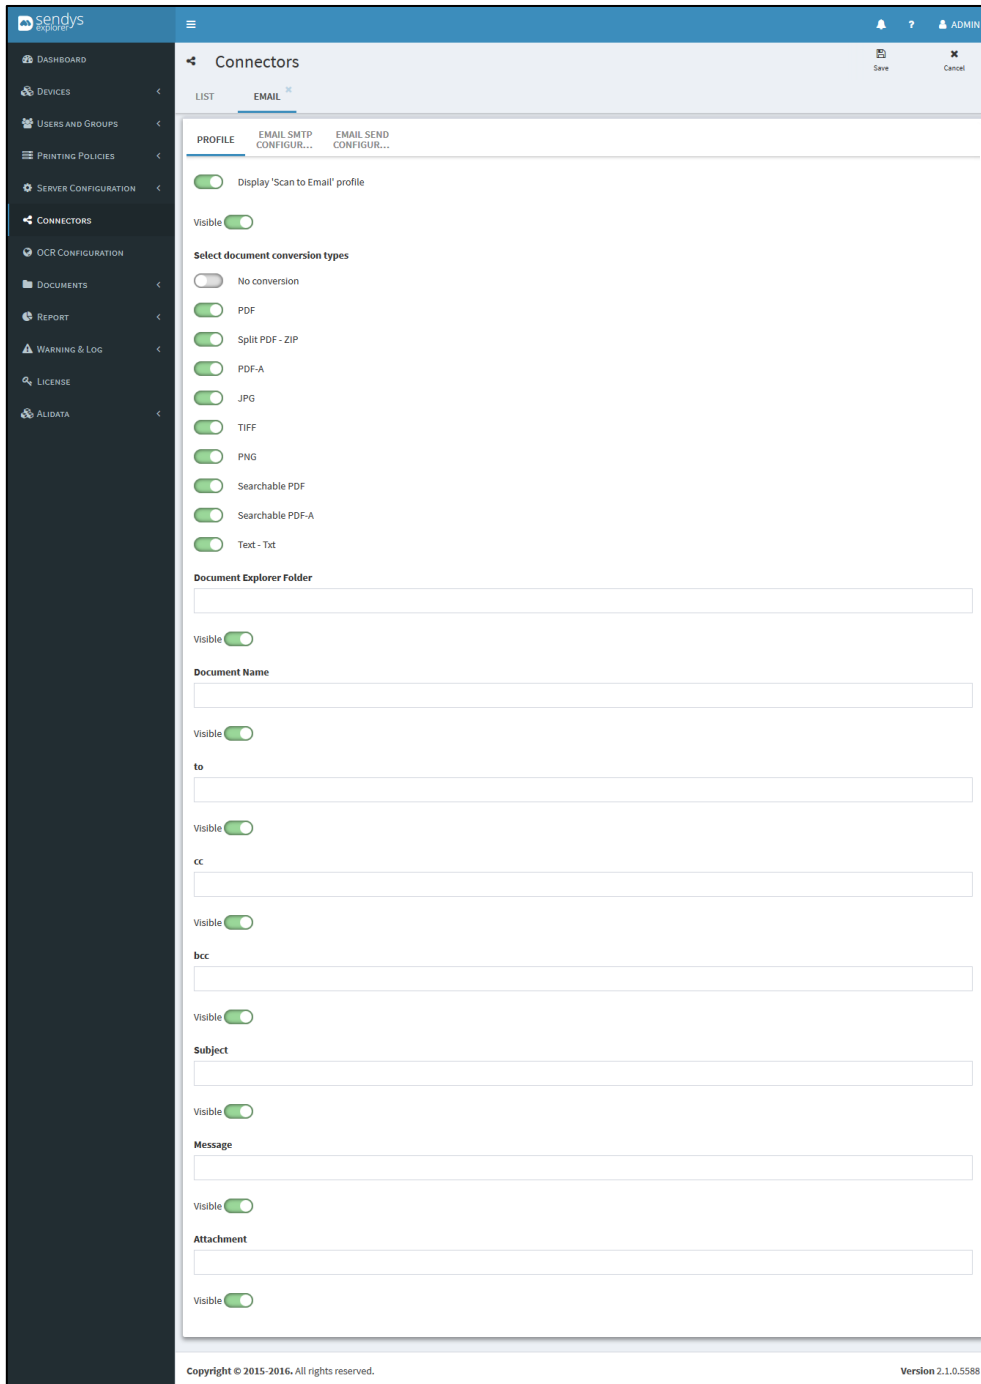 sendys
explorer
? ADMIN
DASHBOARD
DEVICES
USERS AND GROUPS
PRINTING POLICIES
SERVER CONFIGURATION
CONNECTORS
OCR CONFIGURATION
DOCUMENTS
REPORT
WARNING & LOG
LICENSE
ALIDATA
Connectors
Save
Cancel
LIST
EMAIL
PROFILE
EMAIL SMTP
CONFIGUR...
EMAIL SEND
CONFIGUR...
Display 'Scan to Email' profile
Visible
Select document conversion types
No conversion
PDF
Split PDF - ZIP
PDF-A
JPG
TIFF
PNG
Searchable PDF
Searchable PDF-A
Text - Txt
Document Explorer Folder
Visible
Document Name
Visible
to
Visible
cc
Visible
bcc
Visible
Subject
Visible
Message
Visible
Attachment
Visible
Copyright © 2015-2016. All rights reserved.
Version 2.1.0.5588